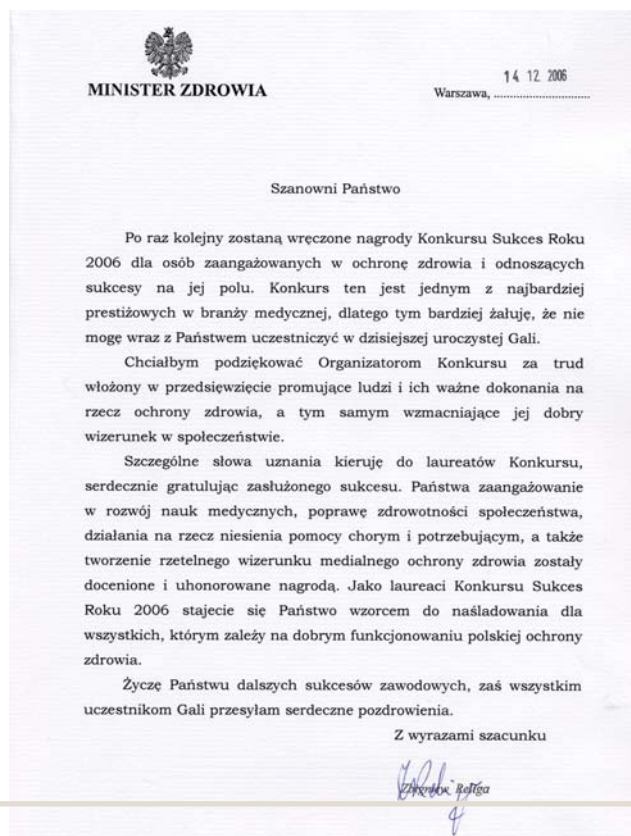 MINISTER ZDROWIA
14 12 2006
Warszawa, ................................
Szanowni Państwo
Po raz kolejny zostaną wręczone nagrody Konkursu Sukces Roku
2006 dla osób zaangażowanych w ochronę zdrowia i odnoszących
sukcesy na jej polu. Konkurs ten jest jednym z najbardziej
prestiżowych w branży medycznej, dlatego tym bardziej żałuję, że nie
mogę wraz z Państwem uczestniczyć w dzisiejszej uroczystej Gali.
Chciałbym podziękować Organizatorom Konkursu za trud
włożony w przedsięwzięcie promujące ludzi i ich ważne dokonania na
rzecz ochrony zdrowia, a tym samym wzmacniające jej dobry
wizerunek w społeczeństwie.
Szczególne słowa uznania kieruję do laureatów Konkursu,
serdecznie gratulując zasłużonego sukcesu. Państwa zaangażowanie
w rozwój nauk medycznych, poprawę zdrowotności społeczeństwa,
działania na rzecz niesienia pomocy chorym i potrzebującym, a także
tworzenie rzetelnego wizerunku medialnego ochrony zdrowia zostały
docenione i uhonorowane nagrodą. Jako laureaci Konkursu Sukces
Roku 2006 stajecie się Państwo wzorcem do naśladowania dla
wszystkich, którym zależy na dobrym funkcjonowaniu polskiej ochrony
zdrowia.
Życzę Państwu dalszych sukcesów zawodowych, zaś wszystkim
uczestnikom Gali przesyłam serdeczne pozdrowienia.
Z wyrazami szacunku
Zbigniew Religa